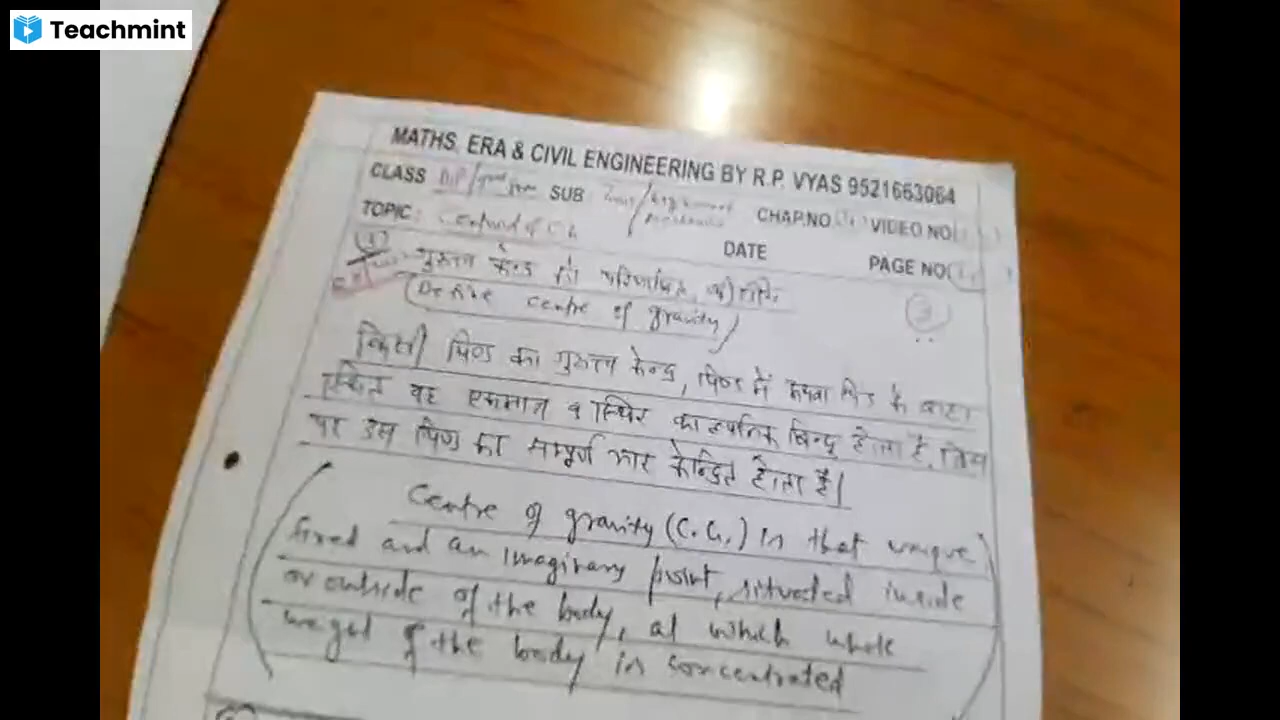 Teachmint
MATHS ERA & CIVIL ENGINEERING BY R.P. VYAS 9521663064
CLASS SUB CHAP.NO VIDEO NO
TOPIC: DATE PAGE NO
(1) गुरुत्व केन्द्र को
(Define centre of gravity)
3
किसी पिण्ड का गुरुत्व केन्द्र, पिण्ड में अथवा पिण्ड के बाहर
स्थित वह एकमात्र व स्थिर काल्पनिक बिन्दु होता है, जिस
पर उस पिण्ड का सम्पूर्ण भार केन्द्रित होता है।
Centre of gravity (C.G.) is that unique
fixed and an imaginary point, situated inside
or outside of the body, at which whole
weight of the body is concentrated